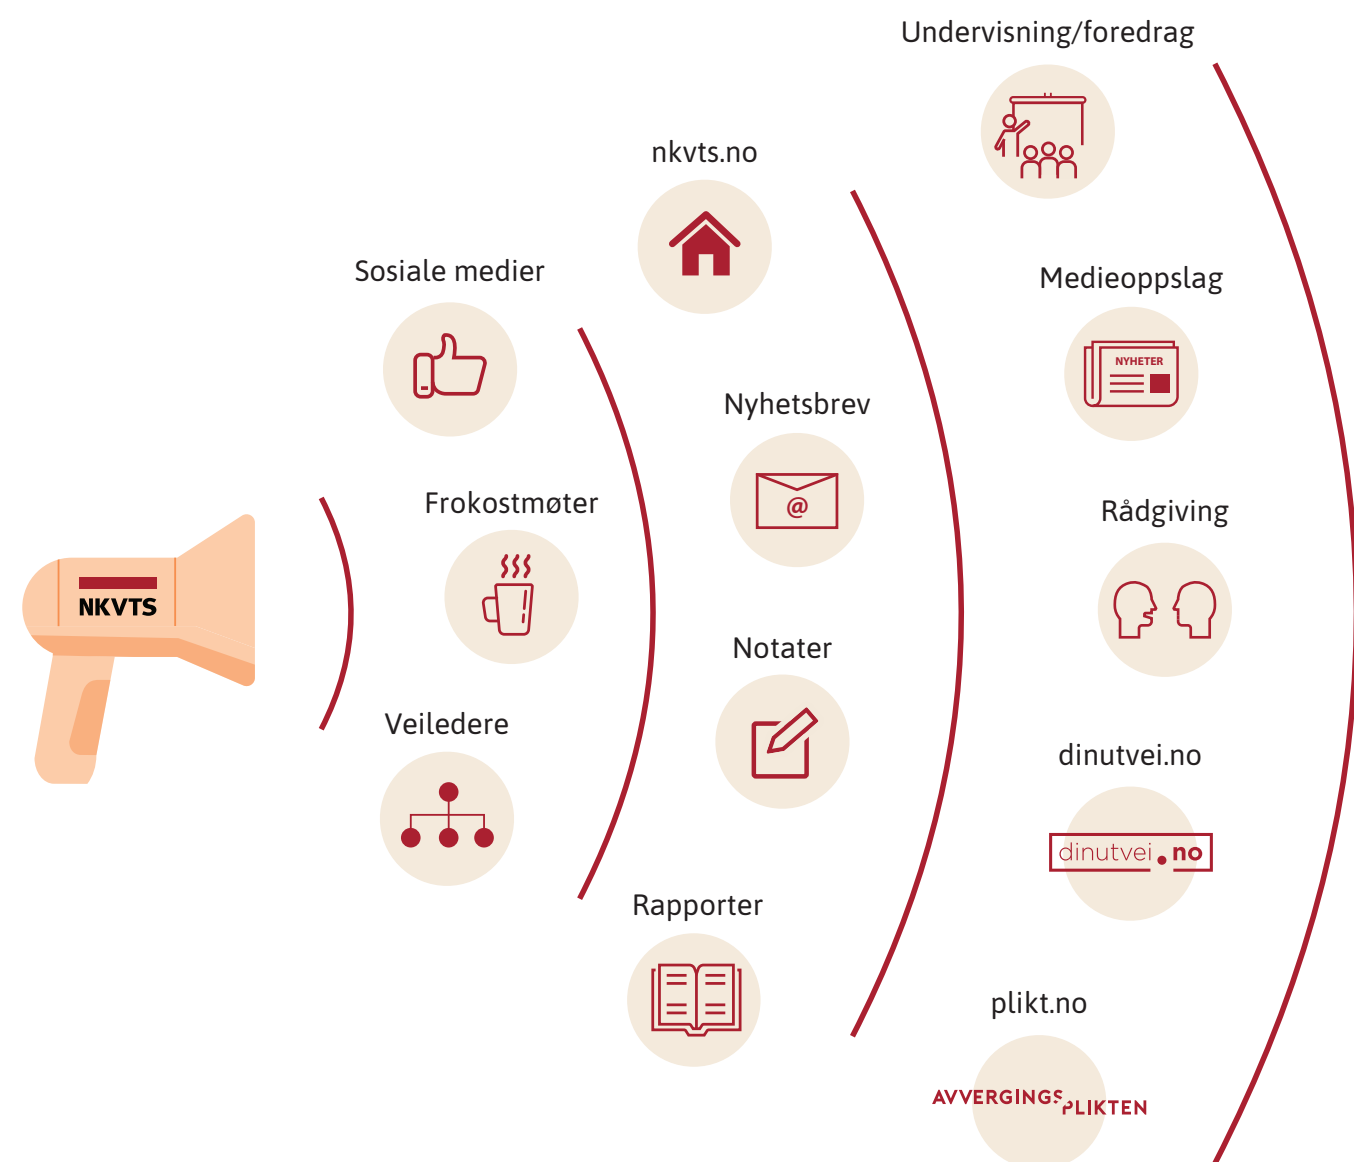 Undervisning/foredrag
nkvts.no
Sosiale medier
Medieoppslag
NYHETER
Nyhetsbrev
@
Frokostmøter
Rådgiving
NKVTS
Notater
Veiledere
dinutvei.no
dinutvei.no
Rapporter
plikt.no
AVVERGINGSPLIKTEN